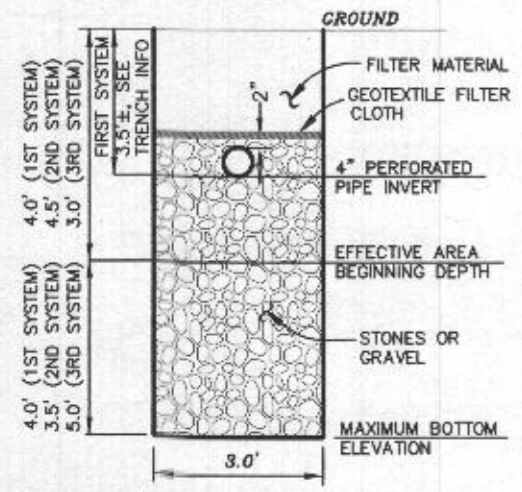 GROUND
FILTER MATERIAL
GEOTEXTILE FILTER
CLOTH
2"
4" PERFORATED
PIPE INVERT
EFFECTIVE AREA
BEGINNING DEPTH
STONES OR
GRAVEL
MAXIMUM BOTTOM
ELEVATION
3.0'
FIRST SYSTEM
3.5'±, SEE
TRENCH INFO
4.0' (1ST SYSTEM)
4.5' (2ND SYSTEM)
3.0' (3RD SYSTEM)
4.0' (1ST SYSTEM)
3.5' (2ND SYSTEM)
5.0' (3RD SYSTEM)